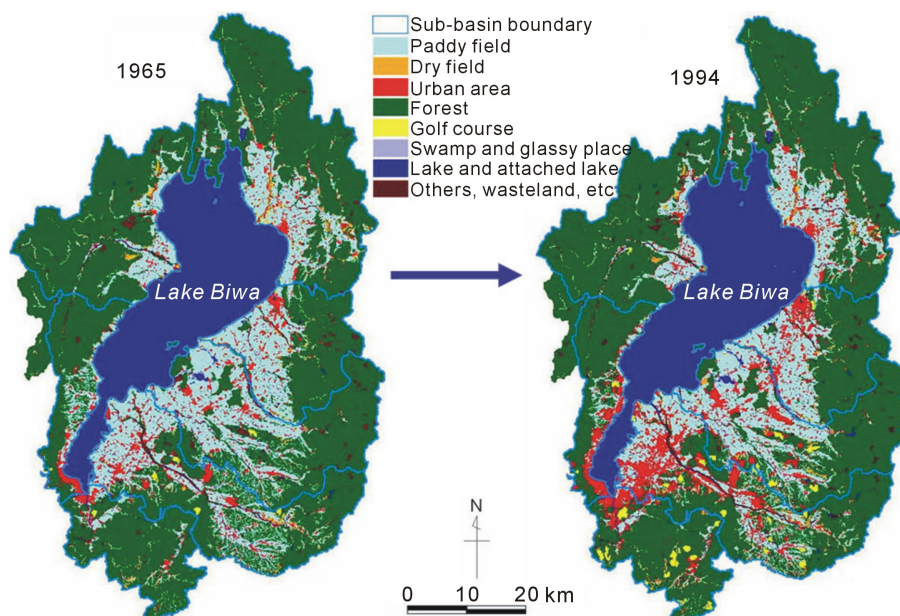 1965
Sub-basin boundary
Paddy field
Dry field
Urban area
Forest
Golf course
Swamp and glassy place
Lake and attached lake
Others, wasteland, etc
1994
Lake Biwa
Lake Biwa
N
0 10 20 km